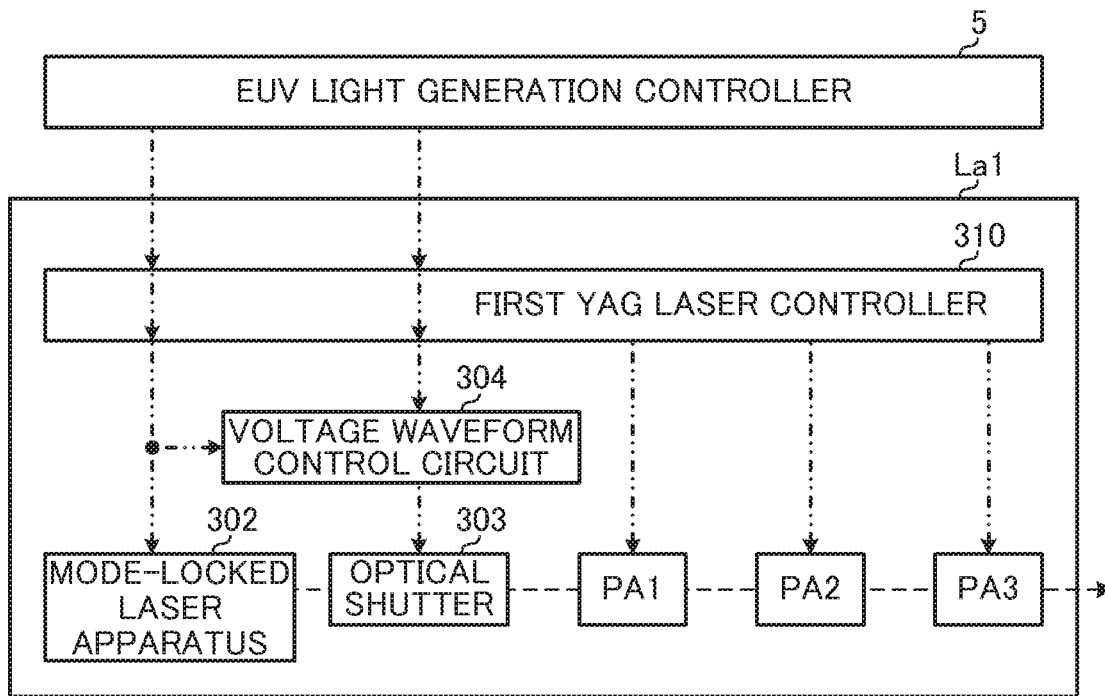 5
EUV LIGHT GENERATION CONTROLLER
La1
310
FIRST YAG LASER CONTROLLER
304
VOLTAGE WAVEFORM
CONTROL CIRCUIT
302
303
MODE-LOCKED
LASER
APPARATUS
OPTICAL
SHUTTER
PA1
PA2
PA3